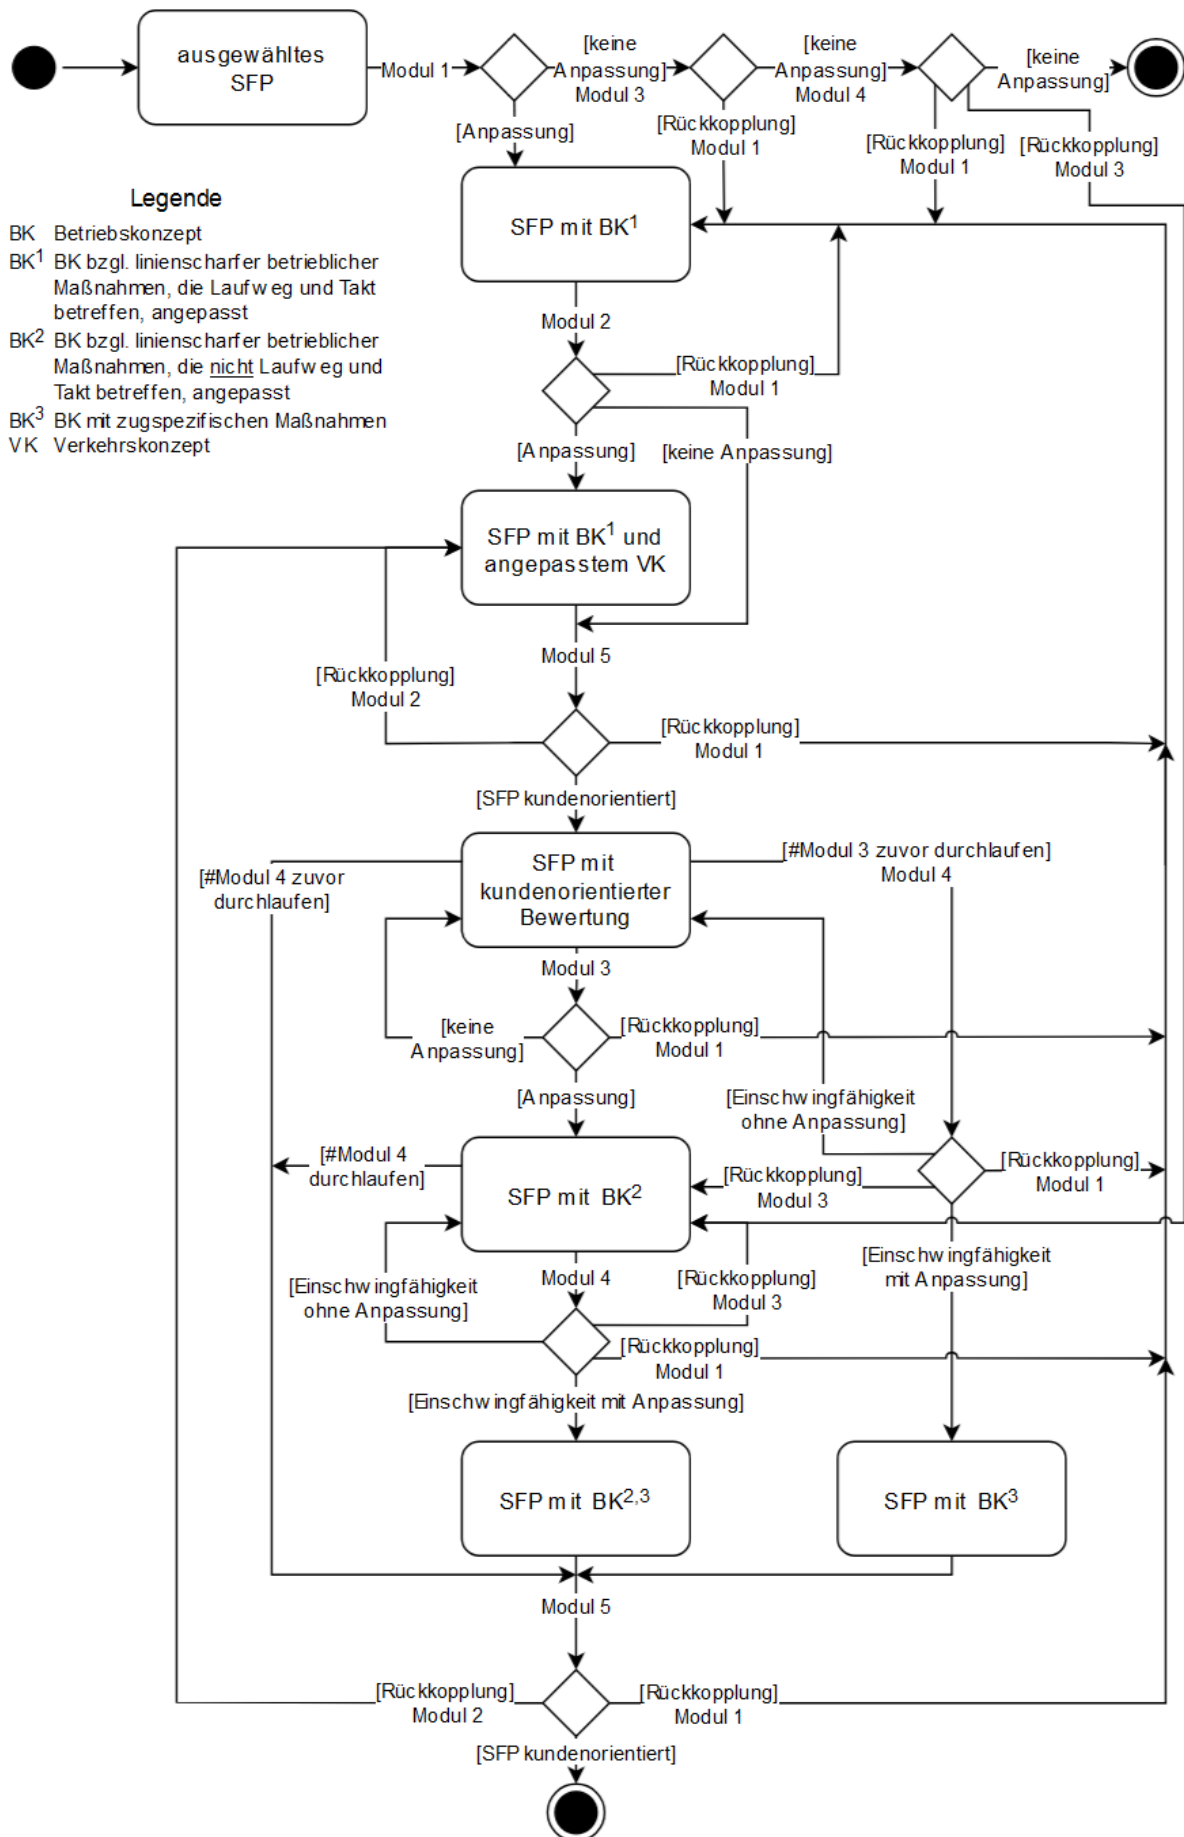 ausgewähltes
SFP
Modul 1
[keine
Anpassung]
Modul 3
[keine
Anpassung]
Modul 4
[keine
Anpassung]
[Anpassung]
[Rückkopplung]
Modul 1
[Rückkopplung]
Modul 1
[Rückkopplung]
Modul 3
Legende
BK Betriebskonzept
BK¹ BK bzgl. linienscharfer betrieblicher
Maßnahmen, die Laufweg und Takt
betreffen, angepasst
BK² BK bzgl. linienscharfer betrieblicher
Maßnahmen, die nicht Laufweg und
Takt betreffen, angepasst
BK³ BK mit zugspezifischen Maßnahmen
VK Verkehrskonzept
SFP mit BK¹
Modul 2
[Rückkopplung]
Modul 1
[Anpassung]
[keine Anpassung]
SFP mit BK¹ und
angepasstem VK
Modul 5
[Rückkopplung]
Modul 2
[Rückkopplung]
Modul 1
[SFP kundenorientiert]
SFP mit
kundenorientierter
Bewertung
[#Modul 4 zuvor
durchlaufen]
[#Modul 3 zuvor durchlaufen]
Modul 4
Modul 3
[keine
Anpassung]
[Rückkopplung]
Modul 1
[Anpassung]
[Einschwingfähigkeit
ohne Anpassung]
[#Modul 4
durchlaufen]
SFP mit BK²
[Rückkopplung]
Modul 3
[Rückkopplung]
Modul 1
[Einschwingfähigkeit
mit Anpassung]
Modul 4
[Einschwingfähigkeit
ohne Anpassung]
[Rückkopplung]
Modul 3
[Rückkopplung]
Modul 1
[Einschwingfähigkeit mit Anpassung]
SFP mit BK²,³
SFP mit BK³
Modul 5
[Rückkopplung]
Modul 2
[Rückkopplung]
Modul 1
[SFP kundenorientiert]